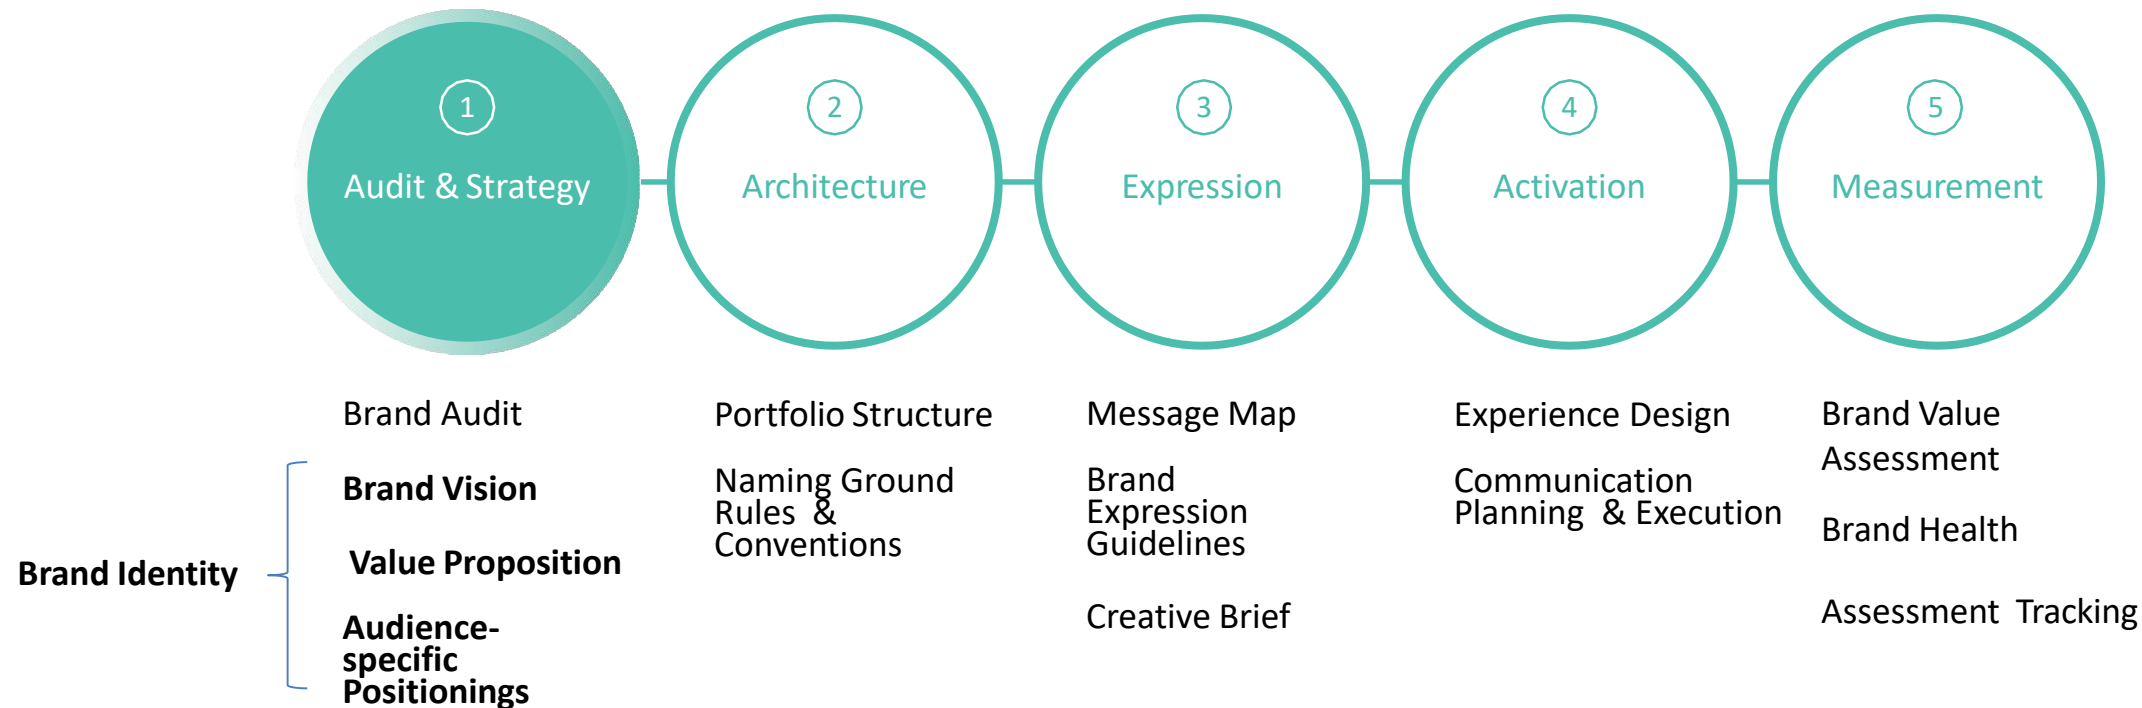 1
Audit & Strategy
2
Architecture
3
Expression
4
Activation
5
Measurement
Brand Identity
Brand Audit
Brand Vision
Value Proposition
Audience-
specific
Positionings
Portfolio Structure
Naming Ground
Rules & 
Conventions
Message Map
Brand
Expression
Guidelines
Creative Brief
Experience Design
Communication
Planning & Execution
Brand Value
Assessment
Brand Health
Assessment Tracking